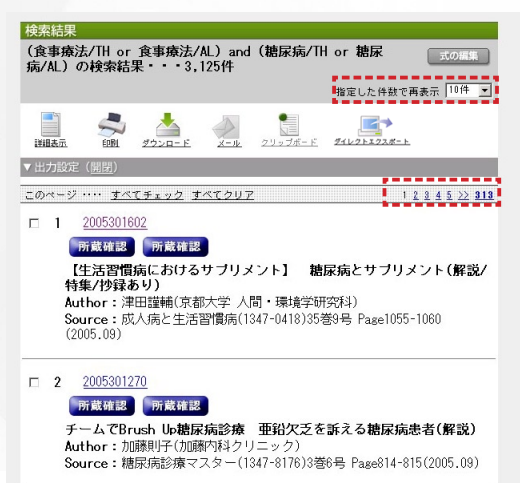 検索結果
(食事療法/TH or 食事療法/AL) and (糖尿病/TH or 糖尿
病/AL) の検索結果・・・3,125件
式の編集
指定した件数で再表示 10件
詳細表示 印刷 ダウンロード メール クリップボード ダイレクトエクスポート
▼出力設定（開閉）
このページ ‥‥ すべてチェック すべてクリア 1 2 3 4 5 >> 313
1 2005301602
所蔵確認 所蔵確認
【生活習慣病におけるサプリメント】 糖尿病とサプリメント(解説/
特集/抄録あり)
Author：津田謹輔(京都大学 人間・環境学研究科)
Source：成人病と生活習慣病(1347-0418)35巻9号 Page1055-1060
(2005.09)
2 2005301270
所蔵確認 所蔵確認
チームでBrush Up糖尿病診療 亜鉛欠乏を訴える糖尿病患者(解説)
Author：加藤則子(加藤内科クリニック)
Source：糖尿病診療マスター(1347-8176)3巻6号 Page814-815(2005.09)